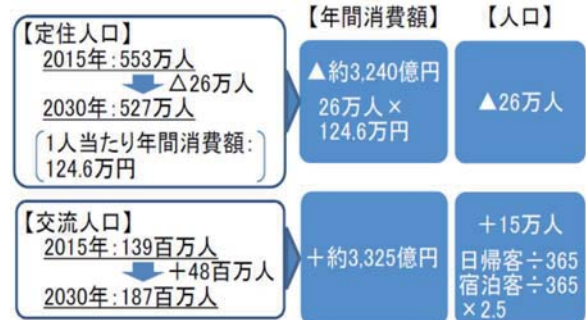 【定住人口】
2015年:553万人
△26万人
2030年:527万人
1人当たり年間消費額:
124.6万円
【年間消費額】
▲約3,240億円
26万人×
124.6万円
【人口】
▲26万人
【交流人口】
2015年:139百万人
+48百万人
2030年:187百万人
+約3,325億円
+15万人
日帰客÷365
宿泊客÷365
×2.5